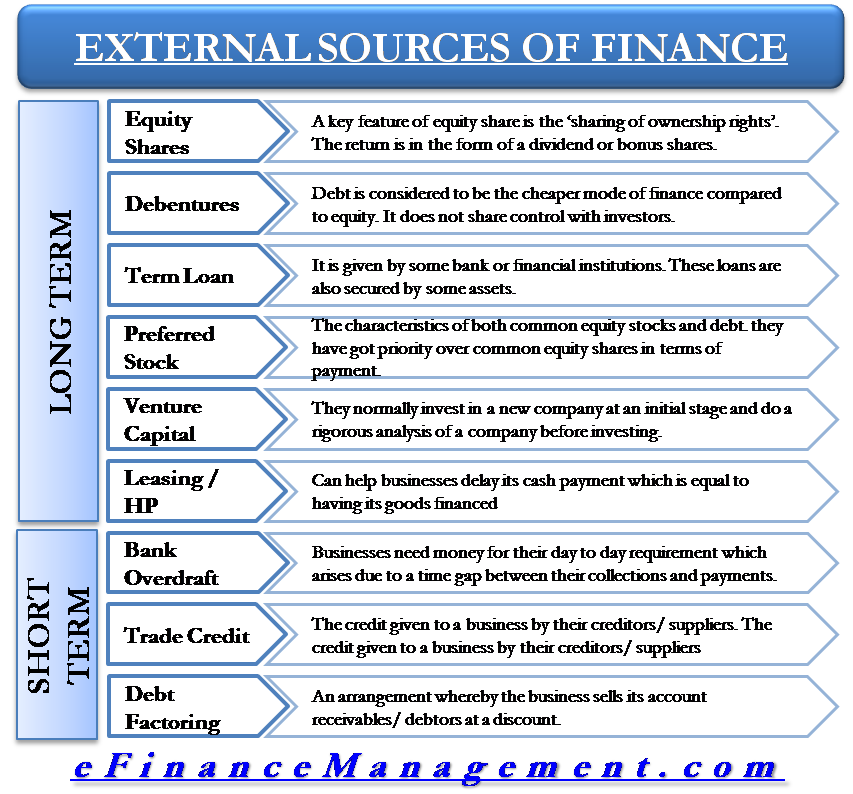 EXTERNAL SOURCES OF FINANCE
LONG TERM
Equity
Shares
A key feature of equity share is the ‘sharing of ownership rights’.
The return is in the form of a dividend or bonus shares.
Debentures
Debt is considered to be the cheaper mode of finance compared
to equity. It does not share control with investors.
Term Loan
It is given by some bank or financial institutions. These loans are
also secured by some assets.
Preferred
Stock
The characteristics of both common equity stocks and debt. they
have got priority over common equity shares in terms of
payment.
Venture
Capital
They normally invest in a new company at an initial stage and do a
rigorous analysis of a company before investing.
Leasing /
HP
Can help businesses delay its cash payment which is equal to
having its goods financed
SHORT
TERM
Bank
Overdraft
Businesses need money for their day to day requirement which
arises due to a time gap between their collections and payments.
Trade Credit
The credit given to a business by their creditors/ suppliers. The
credit given to a business by their creditors/ suppliers
Debt
Factoring
An arrangement whereby the business sells its account
receivables/ debtors at a discount.
eFinanceManagement.com